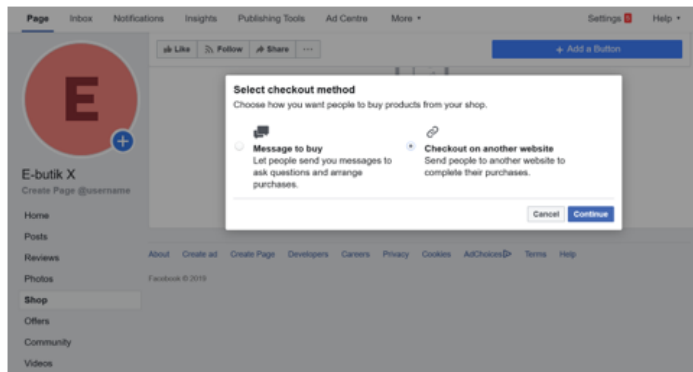 Page Inbox Notifications Insights Publishing Tools Ad Centre More Settings 5 Help
Like Follow Share ... + Add a Button
E
E-butik X
Create Page @username
Home
Posts
Reviews
Photos
Shop
Offers
Community
Videos
Select checkout method
Choose how you want people to buy products from your shop.
Message to buy
Let people send you messages to
ask questions and arrange
purchases.
Checkout on another website
Send people to another website to
complete their purchases.
Cancel Continue
About Create ad Create Page Developers Careers Privacy Cookies AdChoices Terms Help
Facebook © 2019